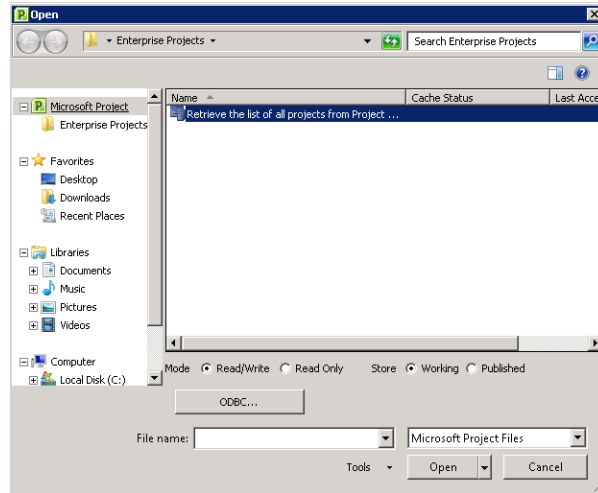 Open
Enterprise Projects
Search Enterprise Projects
Name
Cache Status
Last Acce
Microsoft Project
Retrieve the list of all projects from Project ...
Enterprise Projects
Favorites
Desktop
Downloads
Recent Places
Libraries
Documents
Music
Pictures
Videos
Computer
Local Disk (C:)
Mode Read/Write Read Only Store Working Published
ODBC...
File name: Microsoft Project Files
Tools Open Cancel